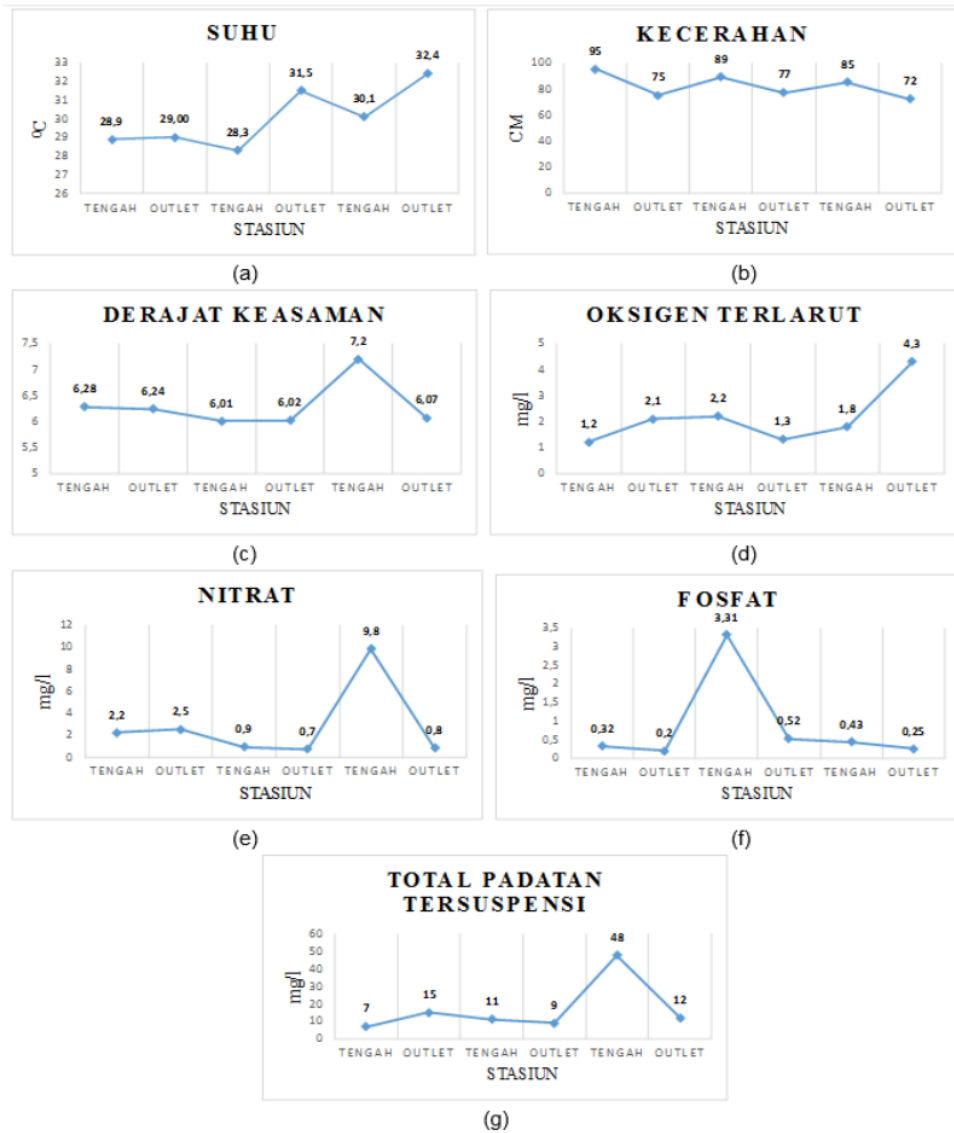 SUHU
33
32
31
30
29
28
27
26
°C
28,9
29,00
28,3
31,5
30,1
32,4
TENGAH OUTLET TENGAH OUTLET TENGAH OUTLET
STASIUN
(a)
KECERAHAN
100
80
60
40
20
0
CM
95
75
89
77
85
72
TENGAH OUTLET TENGAH OUTLET TENGAH OUTLET
STASIUN
(b)
DERAJAT KEASAMAN
7,5
7
6,5
6
5,5
5
6,28
6,24
6,01
6,02
7,2
6,07
TENGAH OUTLET TENGAH OUTLET TENGAH OUTLET
STASIUN
(c)
OKSIGEN TERLARUT
5
4
3
2
1
0
mg/l
1,2
2,1
2,2
1,3
1,8
4,3
TENGAH OUTLET TENGAH OUTLET TENGAH OUTLET
STASIUN
(d)
NITRAT
12
10
8
6
4
2
0
mg/l
2,2
2,5
0,9
0,7
9,8
0,8
TENGAH OUTLET TENGAH OUTLET TENGAH OUTLET
STASIUN
(e)
FOSFAT
3,5
3
2,5
2
1,5
1
0,5
0
mg/l
0,32
0,2
3,31
0,52
0,43
0,25
TENGAH OUTLET TENGAH OUTLET TENGAH OUTLET
STASIUN
(f)
TOTAL PADATAN
TERSUSPENSI
60
50
40
30
20
10
0
mg/l
7
15
11
9
48
12
TENGAH OUTLET TENGAH OUTLET TENGAH OUTLET
STASIUN
(g)